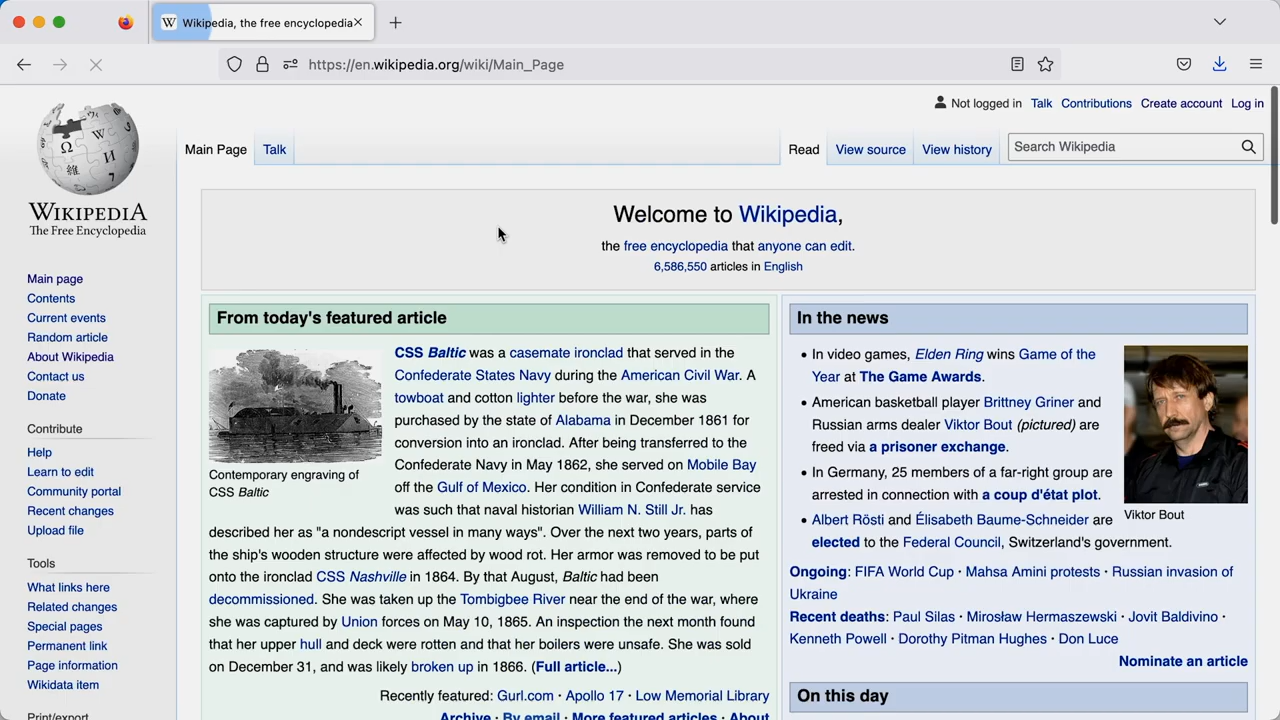 Wikipedia, the free encyclopedia
https://en.wikipedia.org/wiki/Main_Page
Not logged in Talk Contributions Create account Log in
Main Page Talk Read View source View history Search Wikipedia
WIKIPEDIA
The Free Encyclopedia
Main page
Contents
Current events
Random article
About Wikipedia
Contact us
Donate
Contribute
Help
Learn to edit
Community portal
Recent changes
Upload file
Tools
What links here
Related changes
Special pages
Permanent link
Page information
Wikidata item
Print/export
Welcome to Wikipedia,
the free encyclopedia that anyone can edit.
6,586,550 articles in English
From today's featured article
Contemporary engraving of
CSS Baltic
CSS Baltic was a casemate ironclad that served in the
Confederate States Navy during the American Civil War. A
towboat and cotton lighter before the war, she was
purchased by the state of Alabama in December 1861 for
conversion into an ironclad. After being transferred to the
Confederate Navy in May 1862, she served on Mobile Bay
off the Gulf of Mexico. Her condition in Confederate service
was such that naval historian William N. Still Jr. has
described her as "a nondescript vessel in many ways". Over the next two years, parts of
the ship's wooden structure were affected by wood rot. Her armor was removed to be put
onto the ironclad CSS Nashville in 1864. By that August, Baltic had been
decommissioned. She was taken up the Tombigbee River near the end of the war, where
she was captured by Union forces on May 10, 1865. An inspection the next month found
that her upper hull and deck were rotten and that her boilers were unsafe. She was sold
on December 31, and was likely broken up in 1866. (Full article...)
Recently featured: Gurl.com · Apollo 17 · Low Memorial Library
Archive · By email · More featured articles · About
In the news
• In video games, Elden Ring wins Game of the
Year at The Game Awards.
• American basketball player Brittney Griner and
Russian arms dealer Viktor Bout (pictured) are
freed via a prisoner exchange.
• In Germany, 25 members of a far-right group are
arrested in connection with a coup d'état plot.
• Albert Rösti and Élisabeth Baume-Schneider are
elected to the Federal Council, Switzerland's government.
Viktor Bout
Ongoing: FIFA World Cup · Mahsa Amini protests · Russian invasion of
Ukraine
Recent deaths: Paul Silas · Mirosław Hermaszewski · Jovit Baldivino ·
Kenneth Powell · Dorothy Pitman Hughes · Don Luce
Nominate an article
On this day